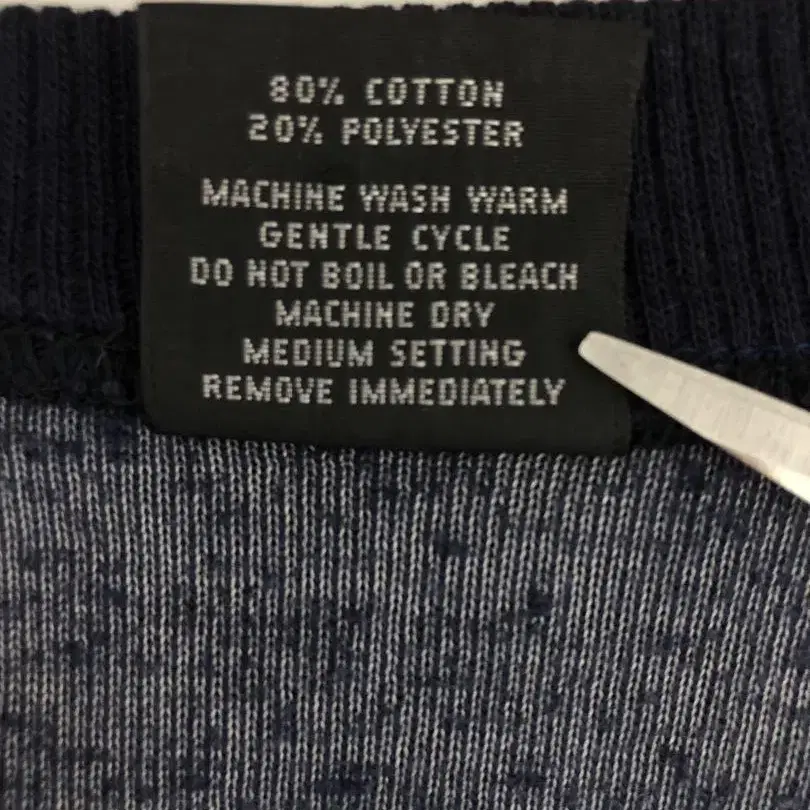 80% COTTON
20% POLYESTER
MACHINE WASH WARM
GENTLE CYCLE
DO NOT BOIL OR BLEACH
MACHINE DRY
MEDIUM SETTING
REMOVE IMMEDIATELY